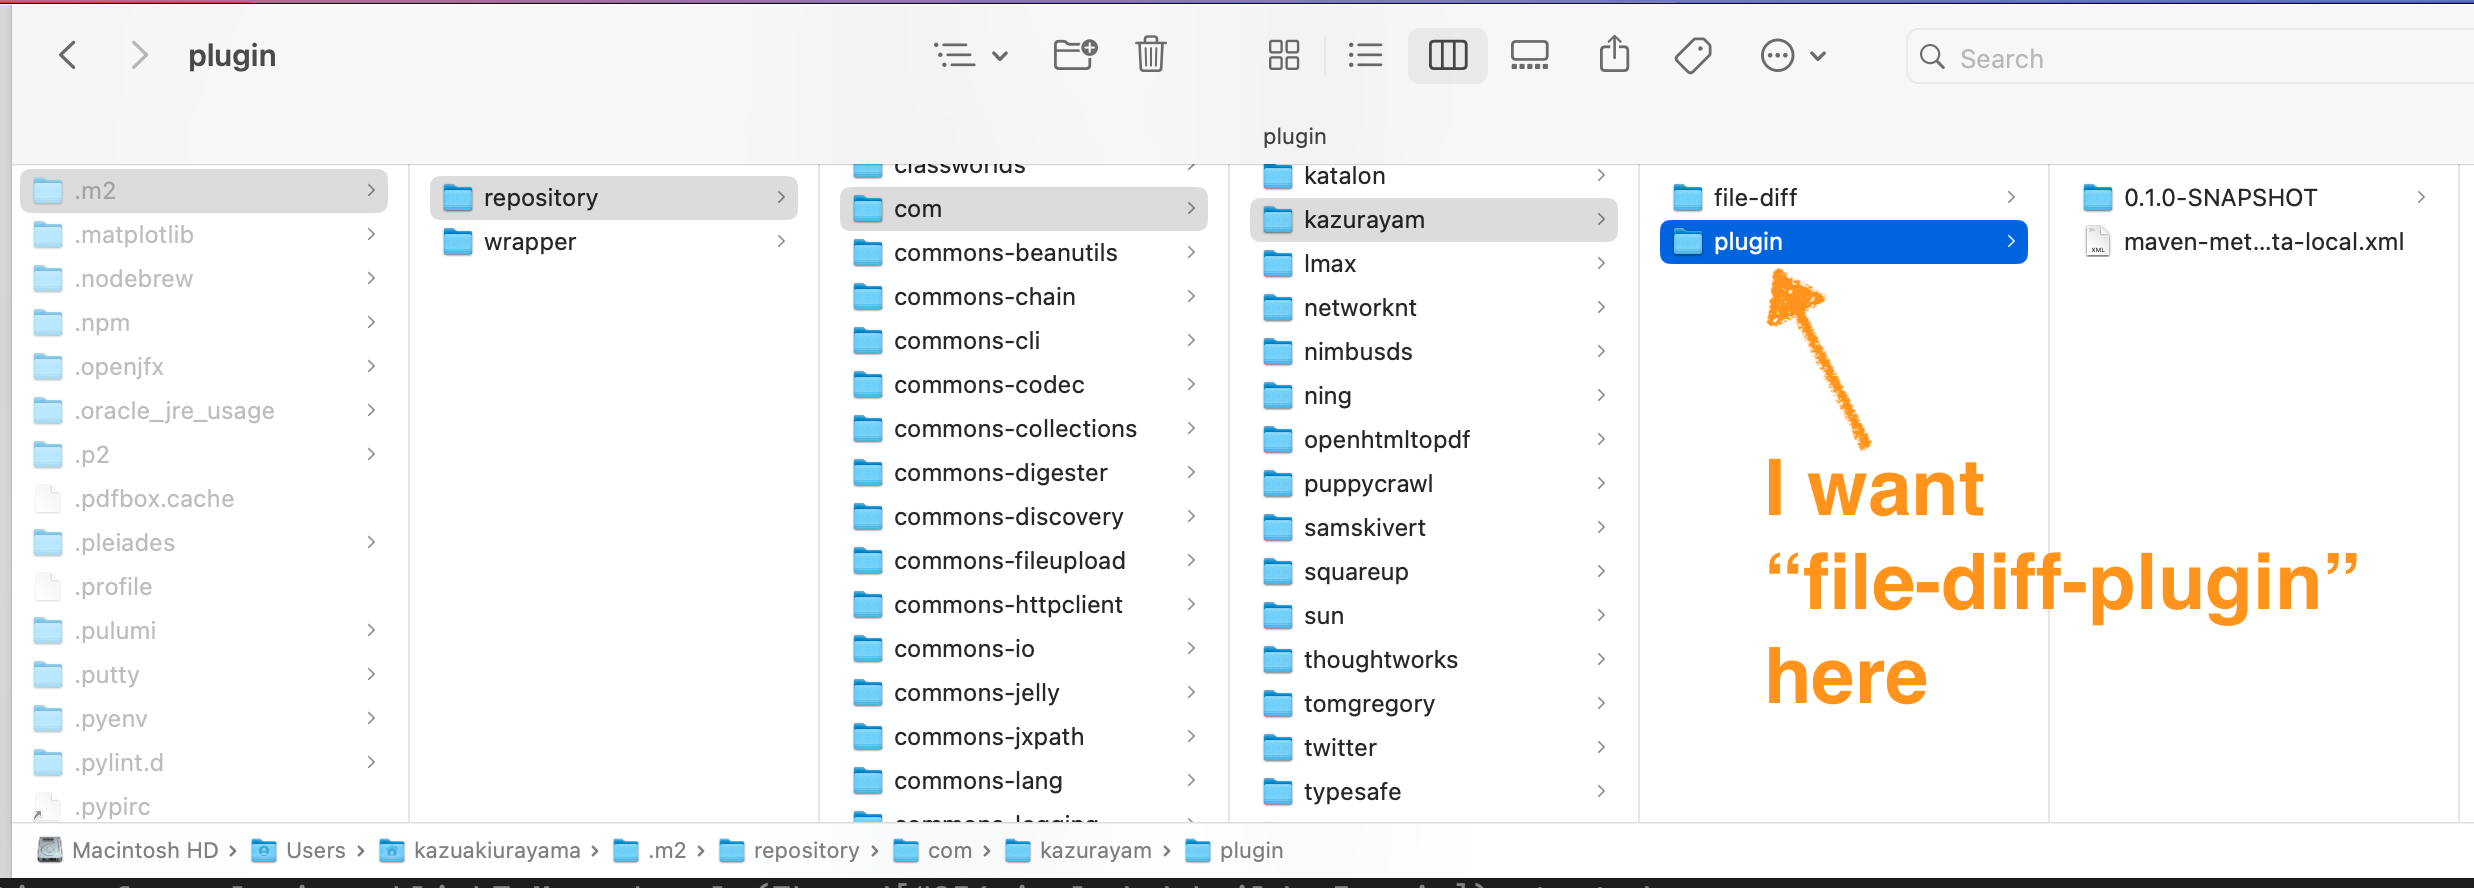 plugin
Search
plugin
.m2
.matplotlib
.nodebrew
.npm
.openjfx
.oracle_jre_usage
.p2
.pdfbox.cache
.pleiades
.profile
.pulumi
.putty
.pyenv
.pylint.d
.pypirc
repository
wrapper
classworlds
com
commons-beanutils
commons-chain
commons-cli
commons-codec
commons-collections
commons-digester
commons-discovery
commons-fileupload
commons-httpclient
commons-io
commons-jelly
commons-jxpath
commons-lang
commons-logging
katalon
kazurayam
lmax
networknt
nimbusds
ning
openhtmltopdf
puppycrawl
samskivert
squareup
sun
thoughtworks
tomgregory
twitter
typesafe
file-diff
plugin
0.1.0-SNAPSHOT
XML
maven-met...ta-local.xml
I want
“file-diff-plugin”
here
Macintosh HD › Users › kazuakiurayama › .m2 › repository › com › kazurayam › plugin